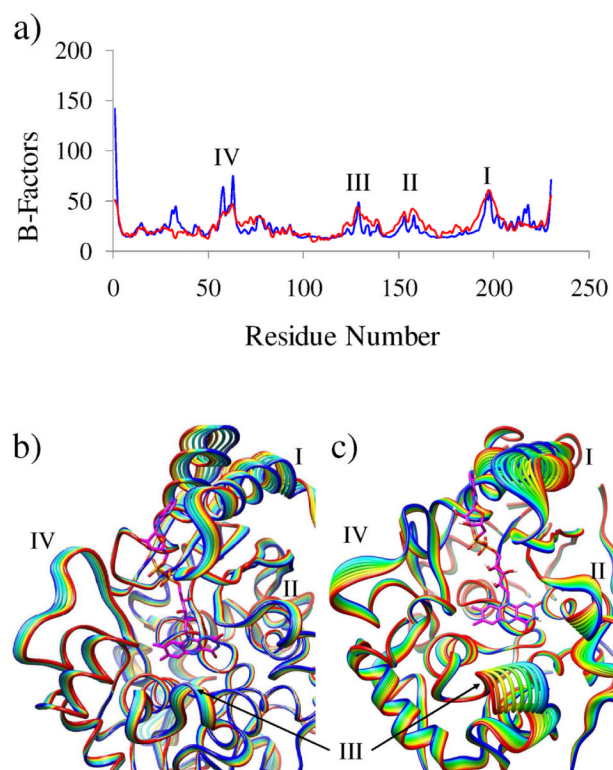 a)
200
150
100
50
0
B-Factors
IV
III
II
I
0
50
100
150
200
250
Residue Number
b)
I
IV
II
c)
I
IV
II
III